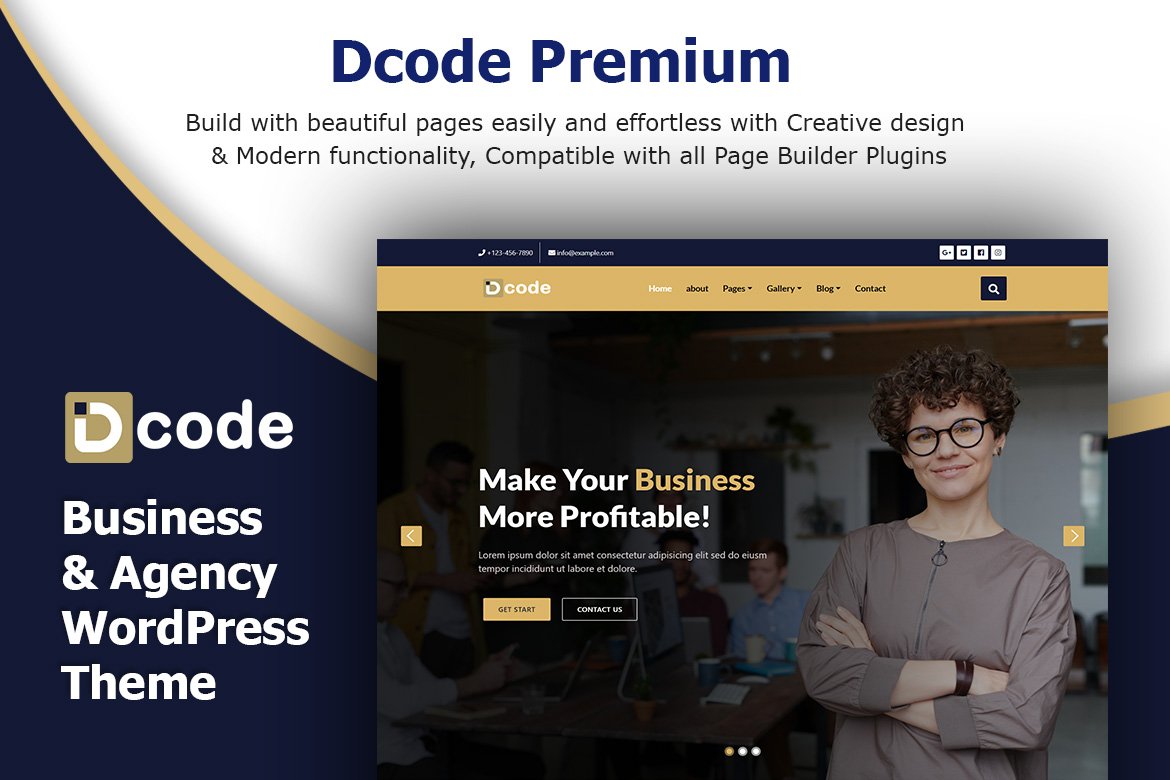 Dcode Premium
Build with beautiful pages easily and effortless with Creative design
& Modern functionality, Compatible with all Page Builder Plugins
+123-456-7890 info@example.com
Dcode Home about Pages Gallery Blog Contact
Dcode
Business
& Agency
WordPress
Theme
Make Your Business
More Profitable!
Lorem ipsum dolor sit amet consectetur adipisicing elit sed do eiusm
tempor incididunt ut labore et dolore.
GET START CONTACT US